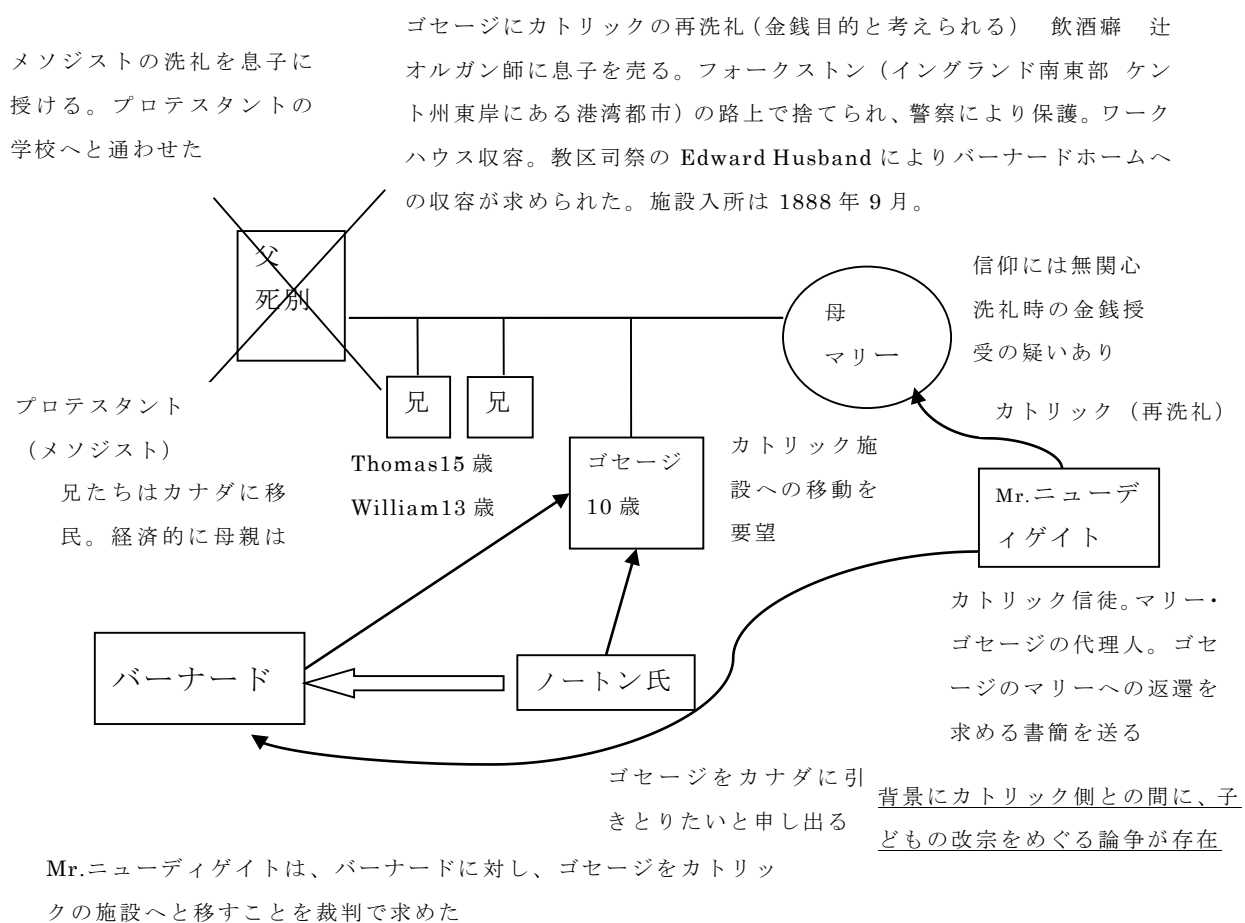 ゴセージにカトリックの再洗礼（金銭目的と考えられる）　飲酒癖　辻
オルガン師に息子を売る。フォークストン（イングランド南東部 ケン
ト州東岸にある港湾都市）の路上で捨てられ、警察により保護。ワーク
ハウス収容。教区司祭の Edward Husband によりバーナードホームへ
の収容が求められた。施設入所は 1888 年 9 月。
メソジストの洗礼を息子に
授ける。プロテスタントの
学校へと通わせた
父
死別
母
マリー
信仰には無関心
洗礼時の金銭授
受の疑いあり
兄
兄
プロテスタント
（メソジスト）
カトリック（再洗礼）
Thomas15 歳
William13 歳
ゴセージ
10 歳
カトリック施
設への移動を
要望
兄たちはカナダに移
民。経済的に母親は
Mr.ニューデ
ィゲイト
カトリック信徒。マリー・
ゴセージの代理人。ゴセ
ージのマリーへの返還を
求める書簡を送る
バーナード
ノートン氏
ゴセージをカナダに引
きとりたいと申し出る
背景にカトリック側との間に、子
どもの改宗をめぐる論争が存在
Mr.ニューディゲイトは、バーナードに対し、ゴセージをカトリッ
クの施設へと移すことを裁判で求めた